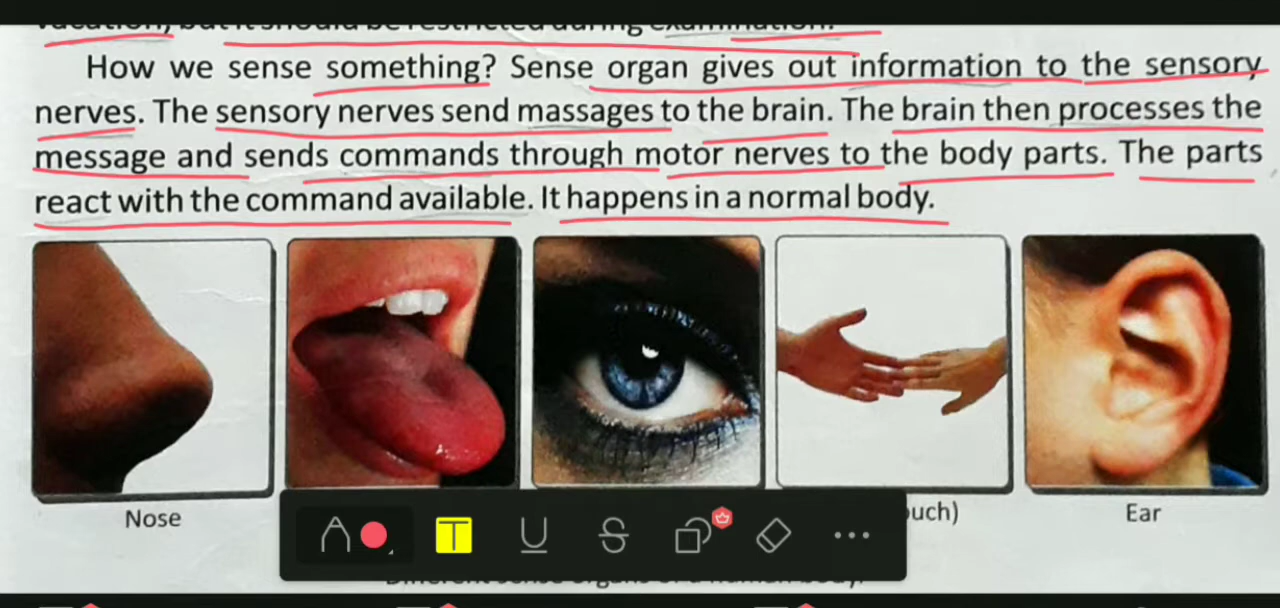 How we sense something? Sense organ gives out information to the sensory
nerves. The sensory nerves send massages to the brain. The brain then processes the
message and sends commands through motor nerves to the body parts. The parts
react with the command available. It happens in a normal body.
Nose
Ear